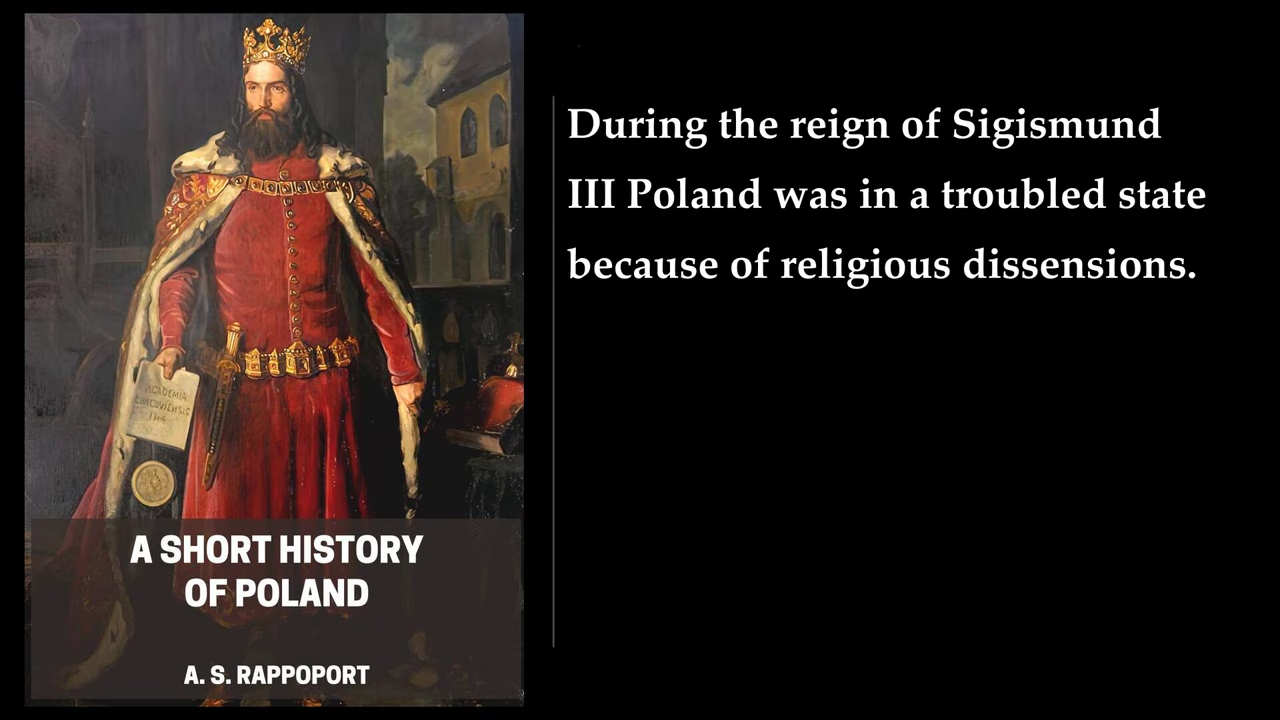 ACADEMIA
A SHORT HISTORY
OF POLAND
A. S. RAPPOPORT
During the reign of Sigismund
III Poland was in a troubled state
because of religious dissensions.